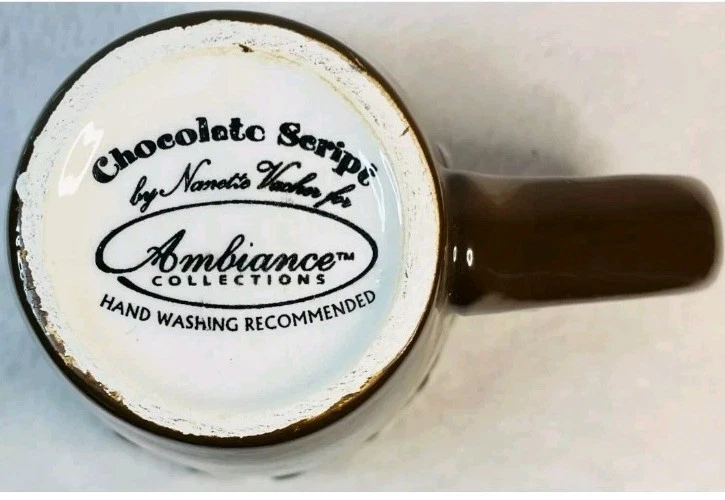 Chocolate Script
by Nanette Vacher for
Ambiance™
COLLECTIONS
HAND WASHING RECOMMENDED